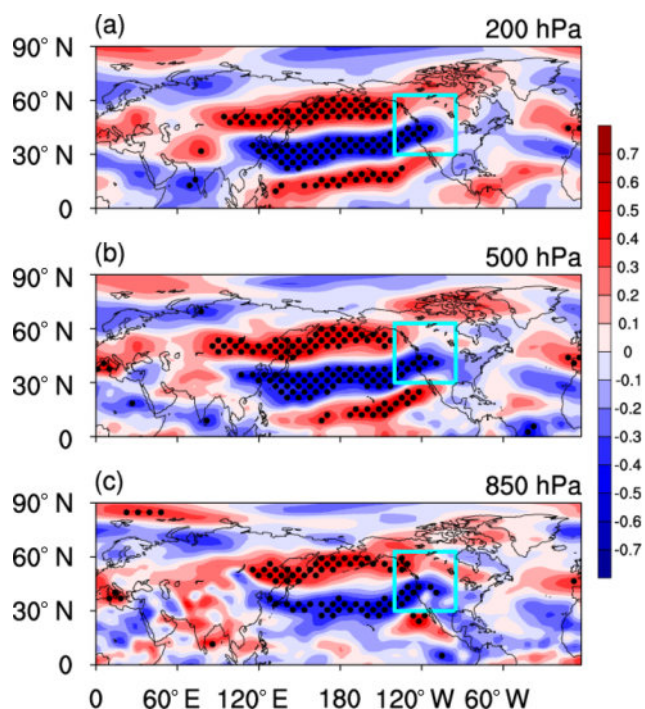 (a) 200 hPa
90° N
60° N
30° N
0
(b) 500 hPa
90° N
60° N
30° N
0
(c) 850 hPa
90° N
60° N
30° N
0
0 60° E 120° E 180 120° W 60° W
0.7
0.6
0.5
0.4
0.3
0.2
0.1
0
-0.1
-0.2
-0.3
-0.4
-0.5
-0.6
-0.7